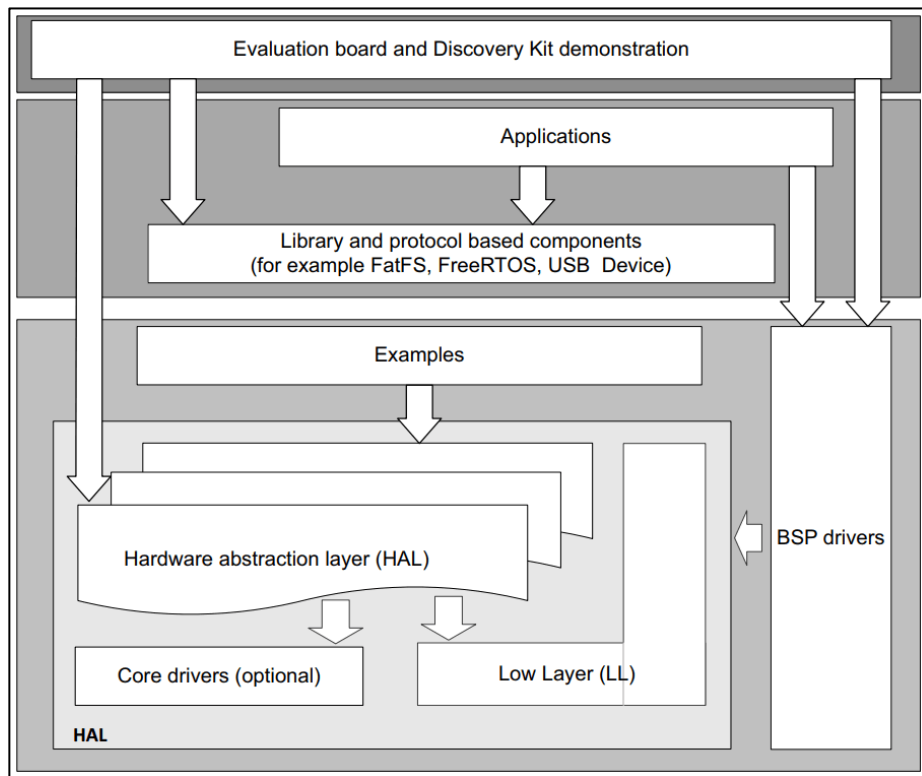 Evaluation board and Discovery Kit demonstration
Applications
Library and protocol based components
(for example FatFS, FreeRTOS, USB Device)
Examples
Hardware abstraction layer (HAL)
BSP drivers
Core drivers (optional)
Low Layer (LL)
HAL